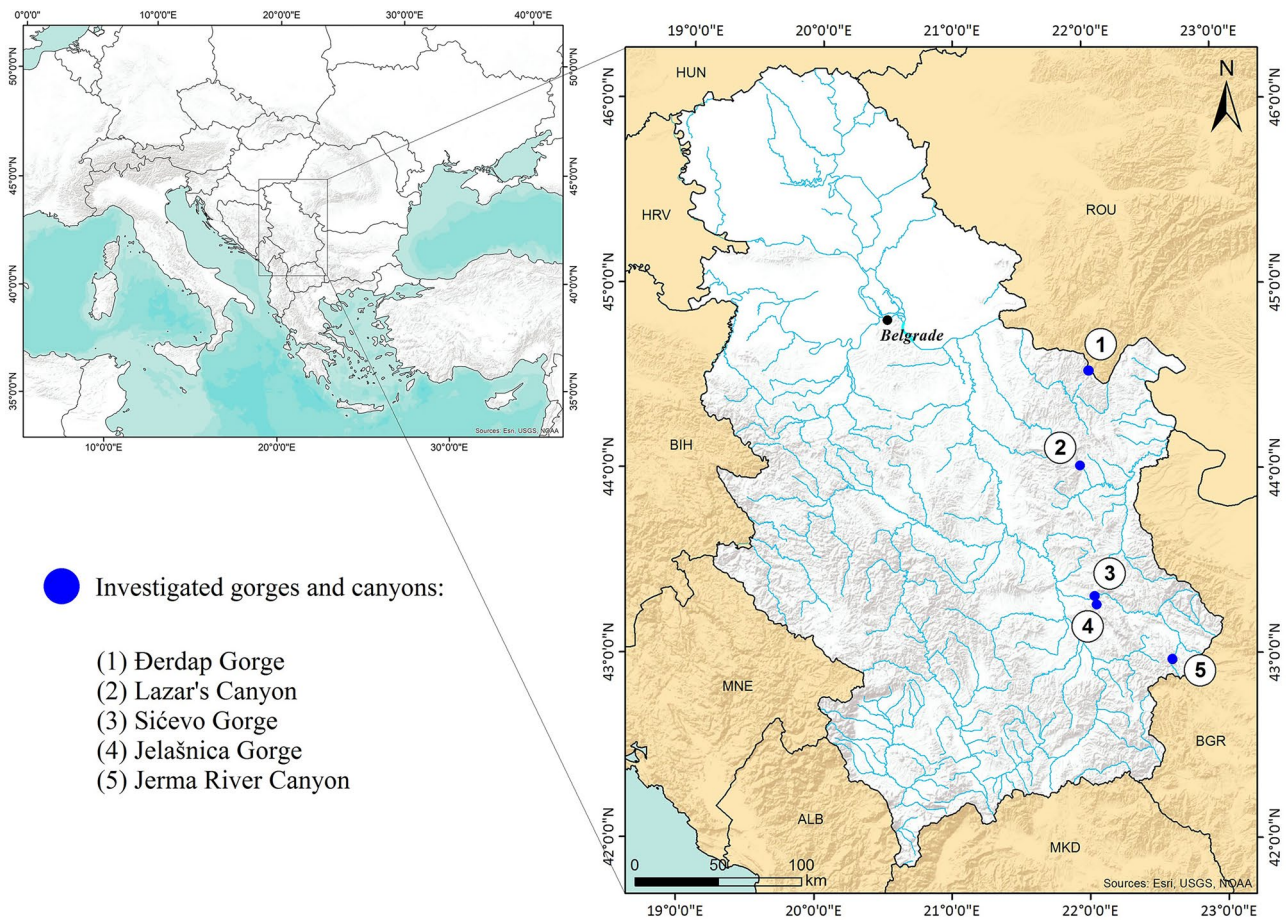 0°0'0" 10°0'0"E 20°0'0"E 30°0'0"E 40°0'0"E
50°0'0"N 50°0'0"N
45°0'0"N 45°0'0"N
40°0'0"N 40°0'0"N
35°0'0"N 35°0'0"N
Sources: Esri, USGS, NOAA
10°0'0"E 20°0'0"E 30°0'0"E
Investigated gorges and canyons:
(1) Đerdap Gorge
(2) Lazar's Canyon
(3) Sićevo Gorge
(4) Jelašnica Gorge
(5) Jerma River Canyon
19°0'0"E 20°0'0"E 21°0'0"E 22°0'0"E 23°0'0"E
HUN
N
46°0'0"N 46°0'0"N
HRV
ROU
45°0'0"N 45°0'0"N
Belgrade
1
BIH
2
44°0'0"N 44°0'0"N
3
4
43°0'0"N 43°0'0"N
5
MNE
BGR
ALB
MKD
42°0'0"N 42°0'0"N
0 50 100
km
Sources: Esri, USGS, NOAA
19°0'0"E 20°0'0"E 21°0'0"E 22°0'0"E 23°0'0"E